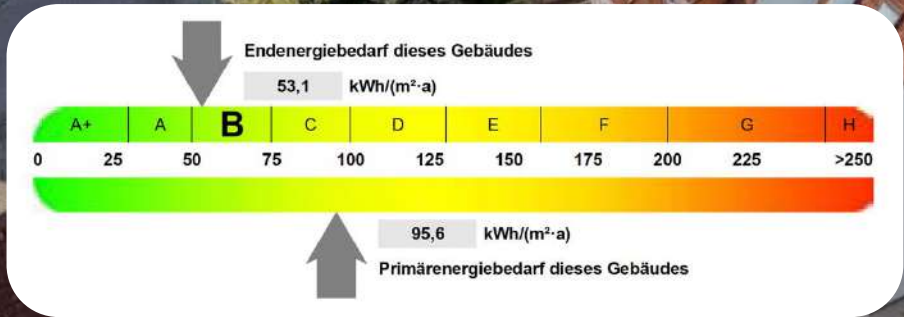 Endenergiebedarf dieses Gebäudes
53,1 kWh/(m²·a)
A+ A B C D E F G H
0 25 50 75 100 125 150 175 200 225 >250
95,6 kWh/(m²·a)
Primärenergiebedarf dieses Gebäudes